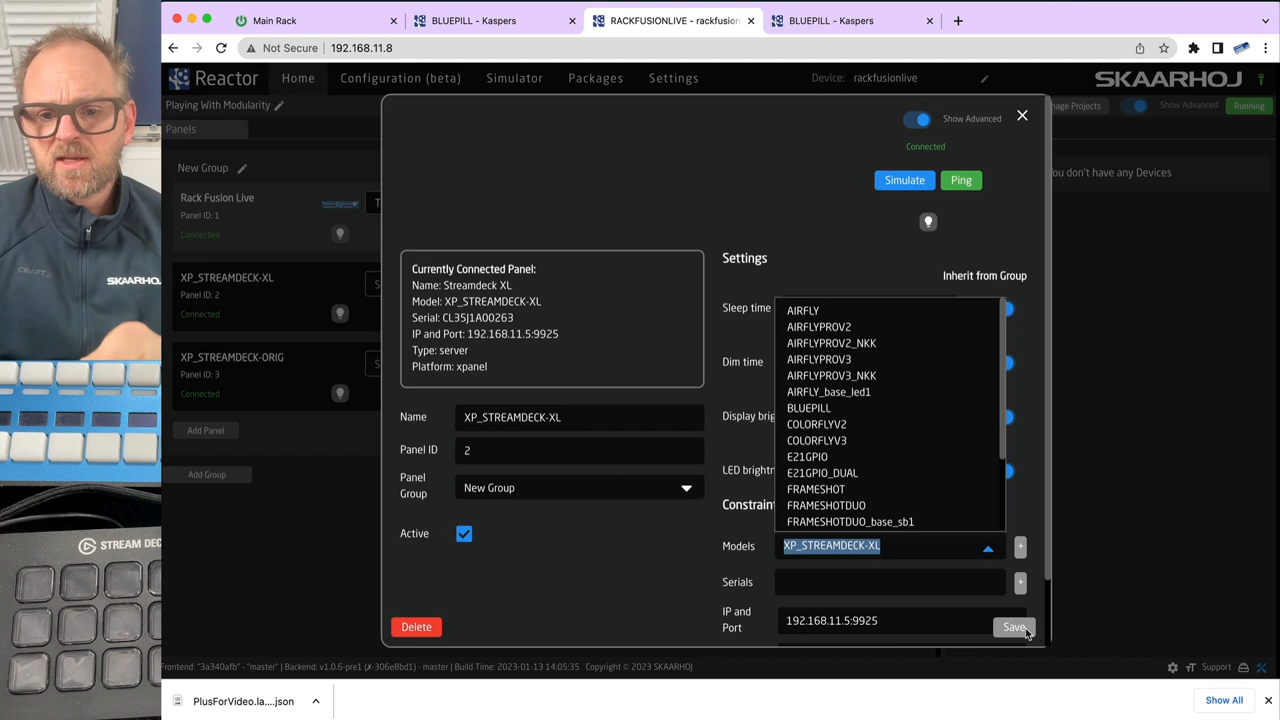 Main Rack
BLUEPILL - Kaspers
RACKFUSIONLIVE - rackfusion
BLUEPILL - Kaspers
Not Secure
192.168.11.8
Reactor
Home
Configuration (beta)
Simulator
Packages
Settings
Device:
rackfusionlive
SKAARHOJ
Playing With Modularity
Show Advanced
Running
Panels
New Group
You don't have any Devices
Rack Fusion Live
Panel ID: 1
Connected
XP_STREAMDECK-XL
Panel ID: 2
Connected
XP_STREAMDECK-ORIG
Panel ID: 3
Connected
Add Panel
Add Group
Show Advanced
Connected
Simulate
Ping
Currently Connected Panel:
Name: Streamdeck XL
Model: XP_STREAMDECK-XL
Serial: CL35J1A00263
IP and Port: 192.168.11.5:9925
Type: server
Platform: xpanel
Name
XP_STREAMDECK-XL
Panel ID
2
Panel
Group
New Group
Active
Delete
Settings
Inherit from Group
Sleep time
Dim time
Display brig
LED brightn
Constraint
AIRFLY
AIRFLYPROV2
AIRFLYPROV2_NKK
AIRFLYPROV3
AIRFLYPROV3_NKK
AIRFLY_base_led1
BLUEPILL
COLORFLYV2
COLORFLYV3
E21GPIO
E21GPIO_DUAL
FRAMESHOT
FRAMESHOTDUO
FRAMESHOTDUO_base_sb1
Models
XP_STREAMDECK-XL
Serials
IP and
Port
192.168.11.5:9925
Save
Frontend: "3a340afb" - "master" | Backend: v1.0.6-pre1 (✗-306e8bd1) - master | Build Time: 2023-01-13 14:05:35 Copyright © 2023 SKAARHOJ
Support
PlusForVideo.la....json
Show All
CRAFT
SKAARHOJ
STREAM DEC